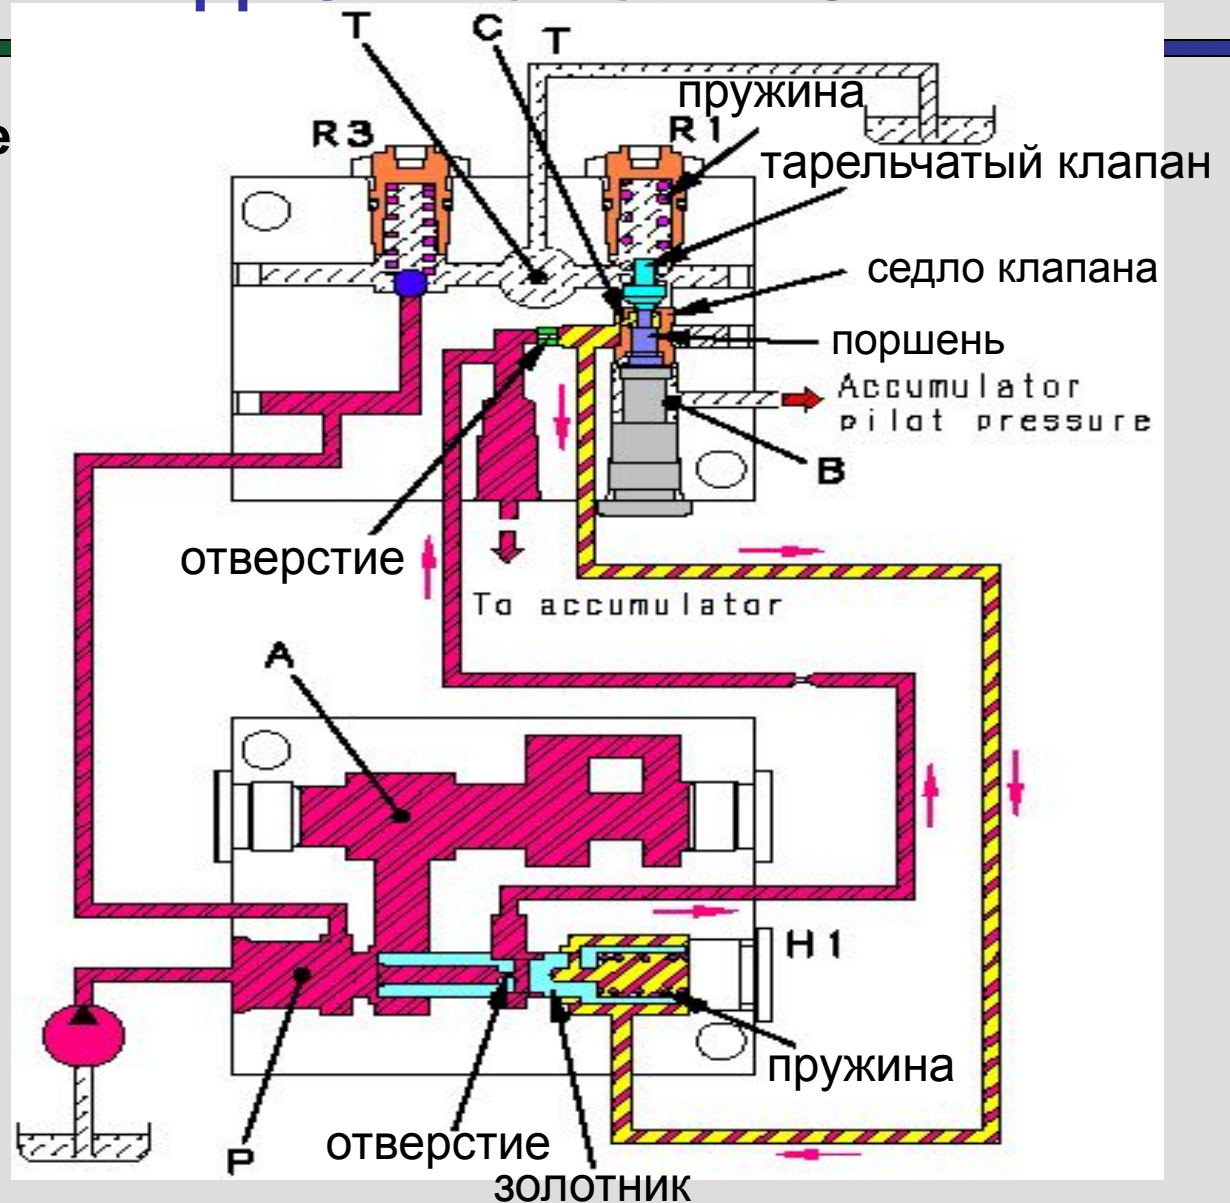 T
C
T
пружина
R3
R1
тарельчатый клапан
седло клапана
поршень
Accumulator
pilot pressure
B
отверстие
To accumulator
A
H1
пружина
отверстие
P
золотник